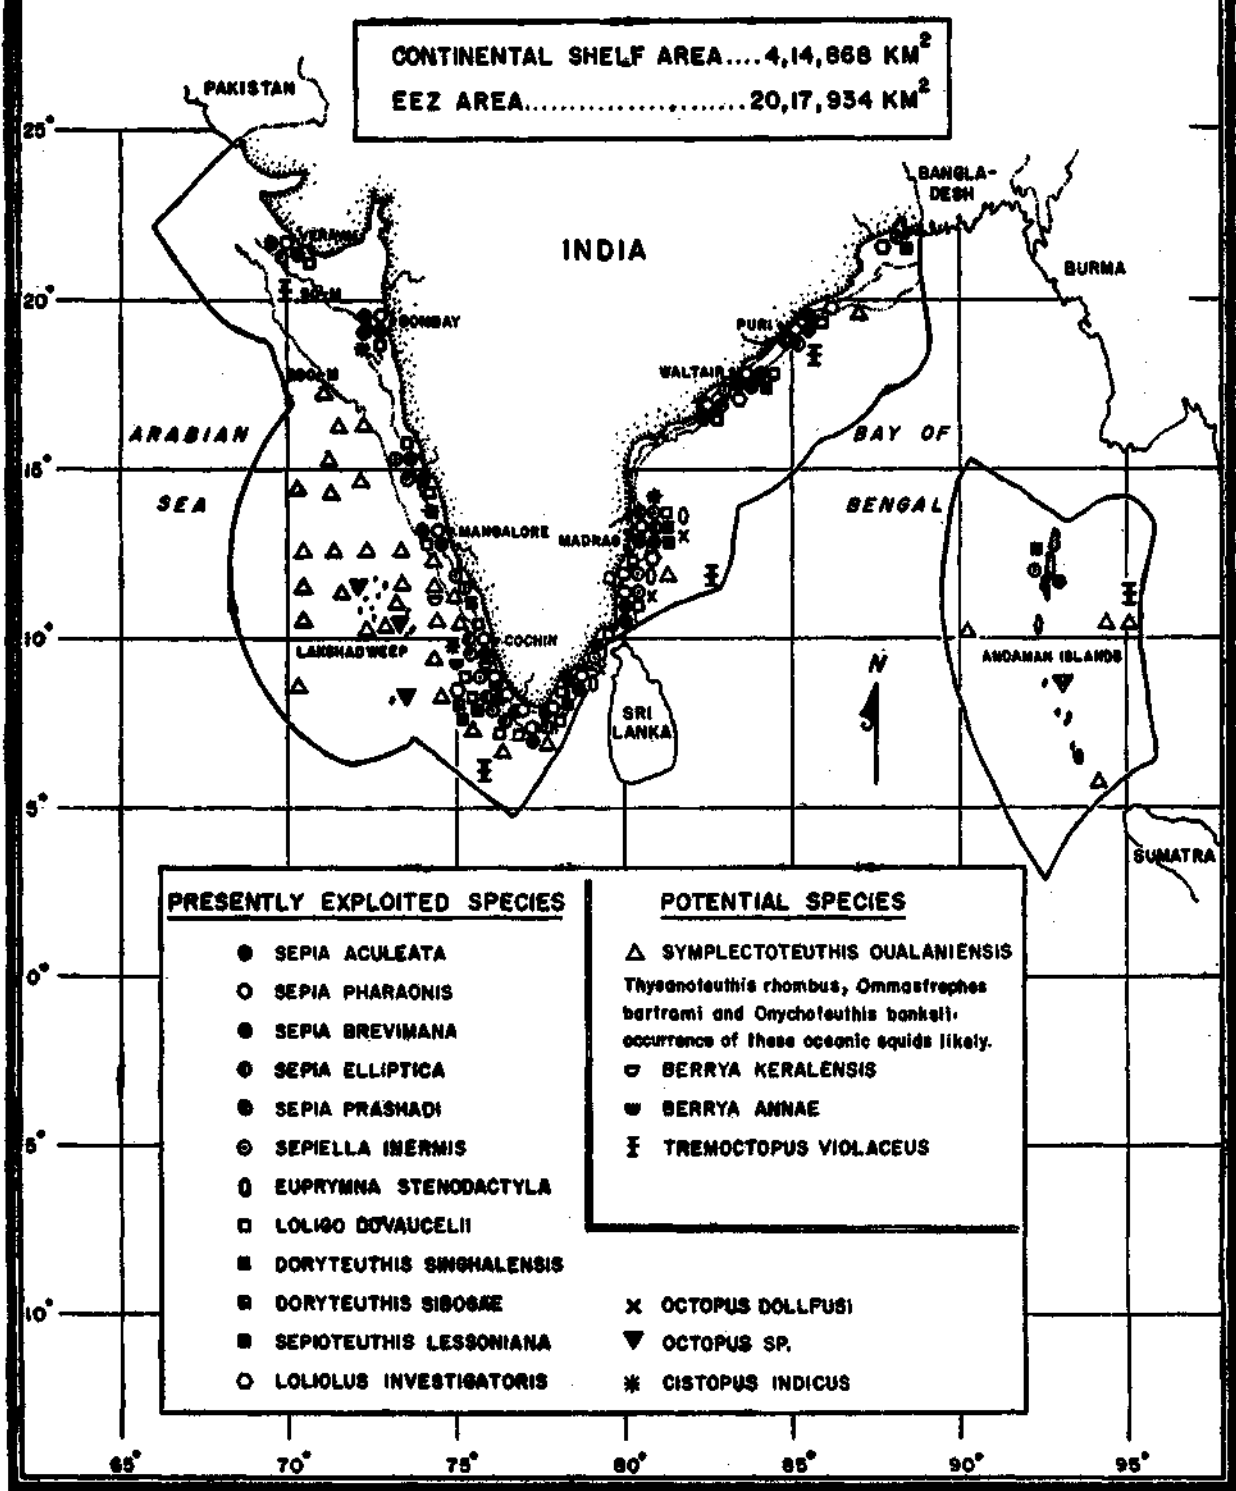 CONTINENTAL SHELF AREA....4,14,868 KM²
EEZ AREA......................20,17,934 KM²
PAKISTAN
25°
BANGLA-
DESH
INDIA
BURMA
20°
BOMBAY
PURI
WALTAIR
ARABIAN
BAY OF
15°
SEA
BENGAL
MANGALORE
MADRAS
10°
COCHIN
LAKSHADWEEP
N
ANDAMAN ISLANDS
SRI
LANKA
5°
SUMATRA
PRESENTLY EXPLOITED SPECIES
SEPIA ACULEATA
SEPIA PHARAONIS
SEPIA BREVIMANA
SEPIA ELLIPTICA
SEPIA PRASHADI
SEPIELLA INERMIS
EUPRYMNA STENODACTYLA
LOLIGO DUVAUCELII
DORYTEUTHIS SINGHALENSIS
DORYTEUTHIS SIBOGAE
SEPIOTEUTHIS LESSONIANA
LOLIOLUS INVESTIGATORIS
POTENTIAL SPECIES
SYMPLECTOTEUTHIS OUALANIENSIS
Thysanoteuthis rhombus, Ommastrephes
bartrami and Onychoteuthis banksii.
occurrence of these oceanic squids likely.
BERRYA KERALENSIS
BERRYA ANNAE
TREMOCTOPUS VIOLACEUS
OCTOPUS DOLLFUSI
OCTOPUS SP.
CISTOPUS INDICUS
0°
5°
10°
65°
70°
75°
80°
85°
90°
95°